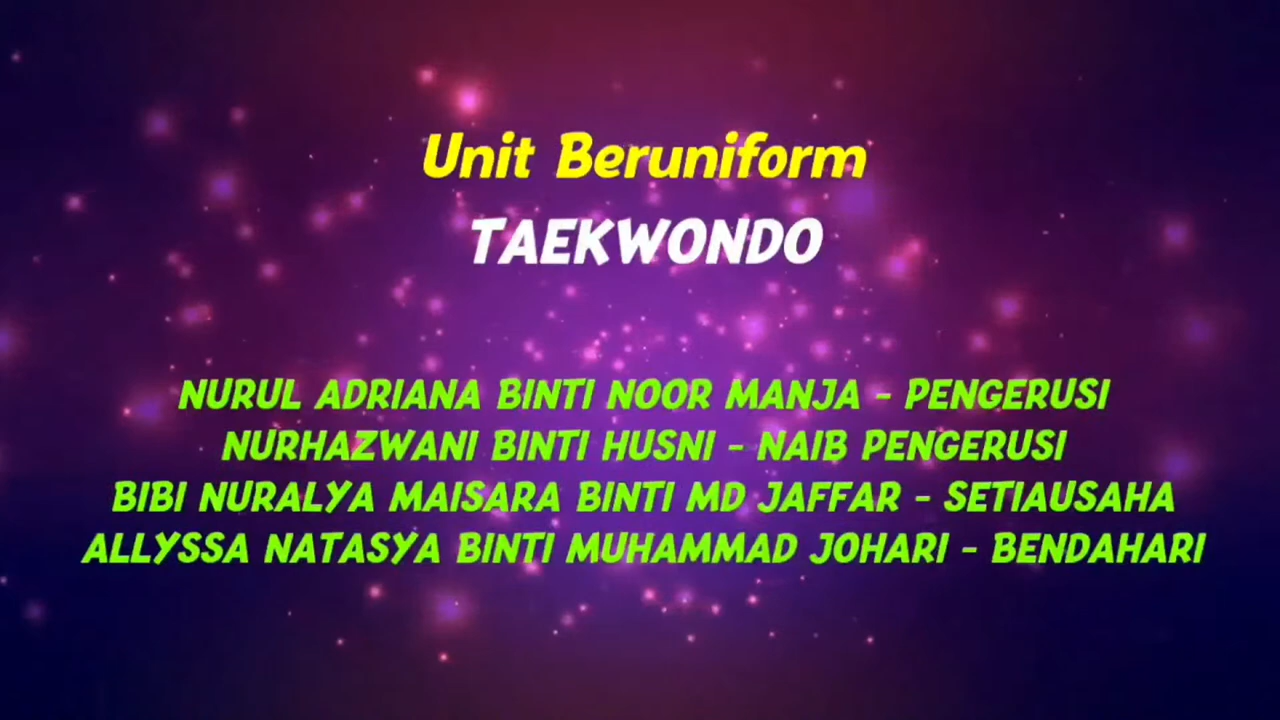 Unit Beruniform
TAEKWONDO
NURUL ADRIANA BINTI NOOR MANJA - PENGERUSI
NURHAZWANI BINTI HUSNI - NAIB PENGERUSI
BIBI NURALYA MAISARA BINTI MD JAFFAR - SETIAUSAHA
ALLYSSA NATASYA BINTI MUHAMMAD JOHARI - BENDAHARI